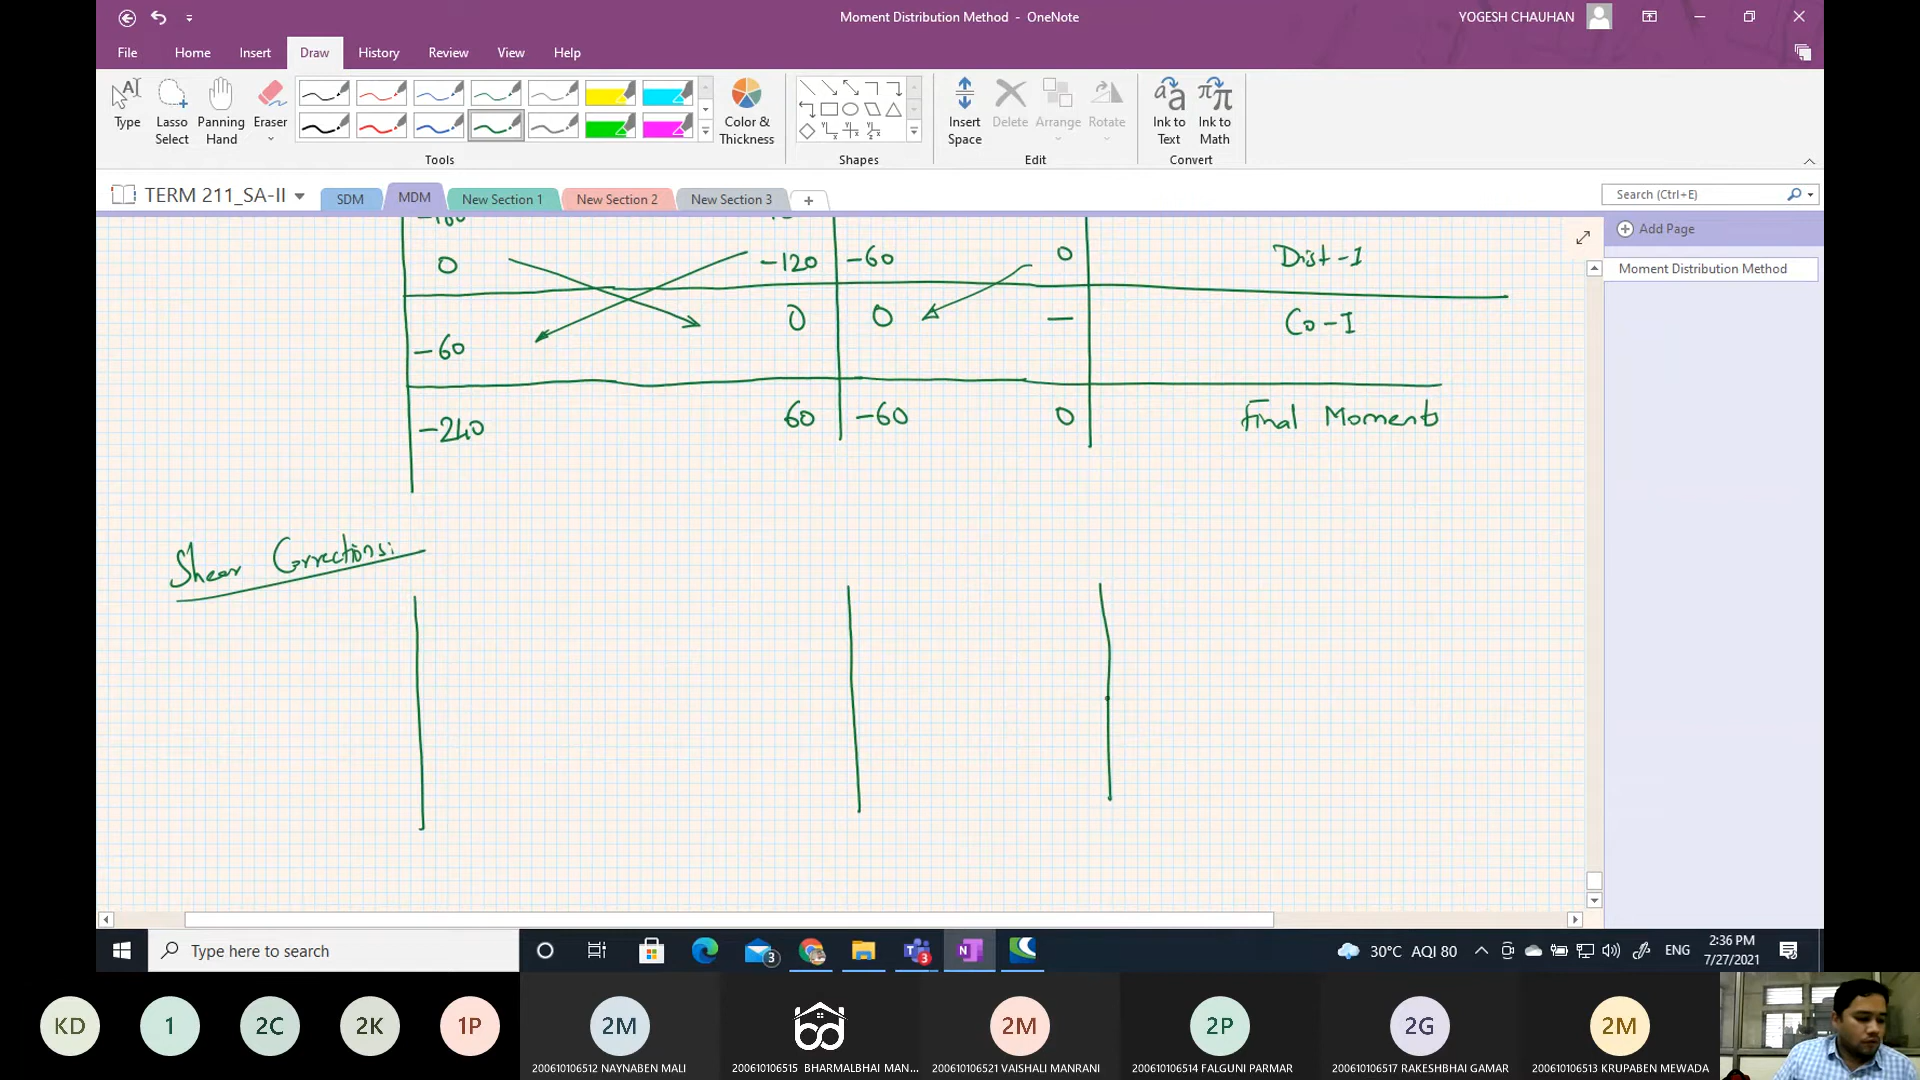 Moment Distribution Method - OneNote
YOGESH CHAUHAN
File Home Insert Draw History Review View Help
Type
Lasso Select
Panning Hand
Eraser
Color & Thickness
Insert Space
Delete
Arrange
Rotate
Ink to Text
Ink to Math
Tools
Shapes
Edit
Convert
TERM 211_SA-II
SDM
MDM
New Section 1
New Section 2
New Section 3
+
Search (Ctrl+E)
Add Page
Moment Distribution Method
0 -120 -60 0 Dist-I
-60 0 0 — Co-I
-240 60 -60 0 Final Moments
Shear Corrections:
Type here to search
3
3
30°C AQI 80
ENG
2:36 PM
7/27/2021
KD
1
2C
2K
1P
2M
2M
2P
2G
2M
200610106512 NAYNABEN MALI
200610106515 BHARMALBHAI MAN...
200610106521 VAISHALI MANRANI
200610106514 FALGUNI PARMAR
200610106517 RAKESHBHAI GAMAR
200610106513 KRUPABEN MEWADA